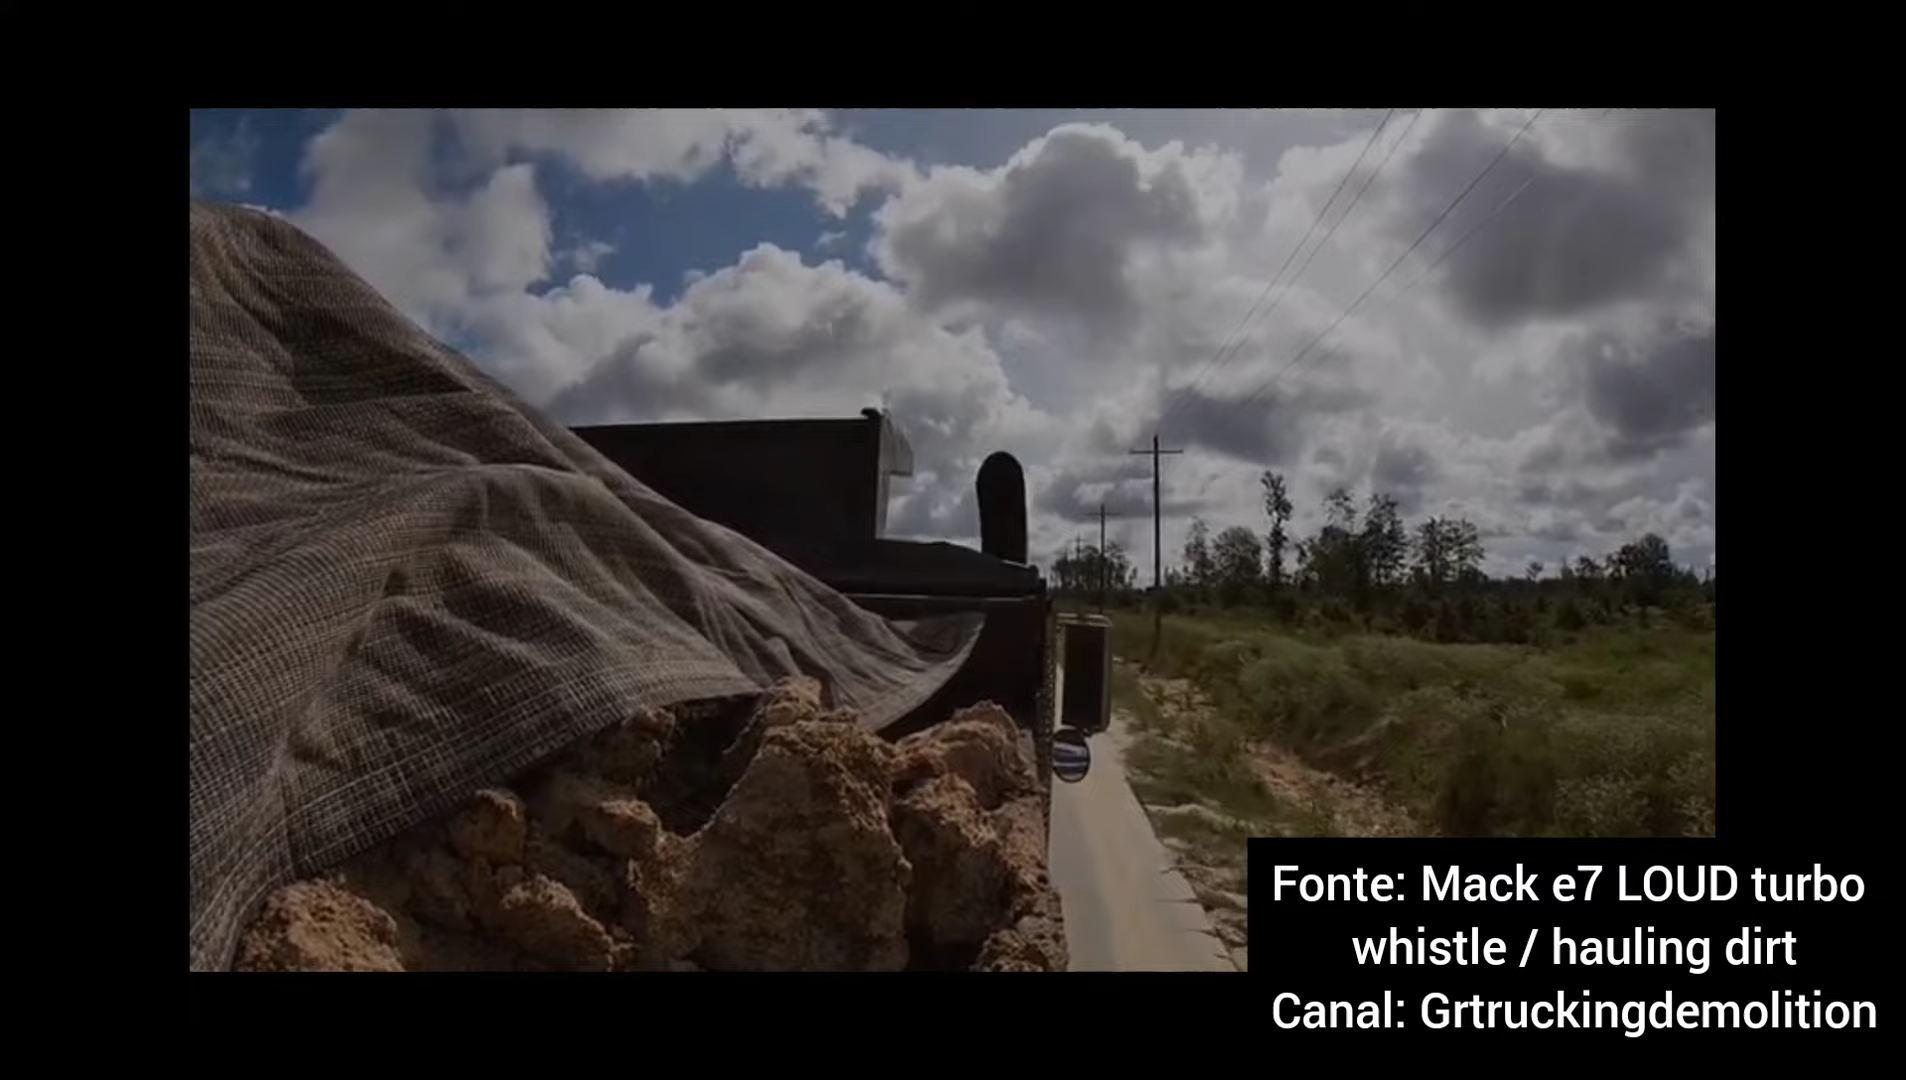 Fonte: Mack e7 LOUD turbo
whistle / hauling dirt
Canal: Grtruckingdemolition